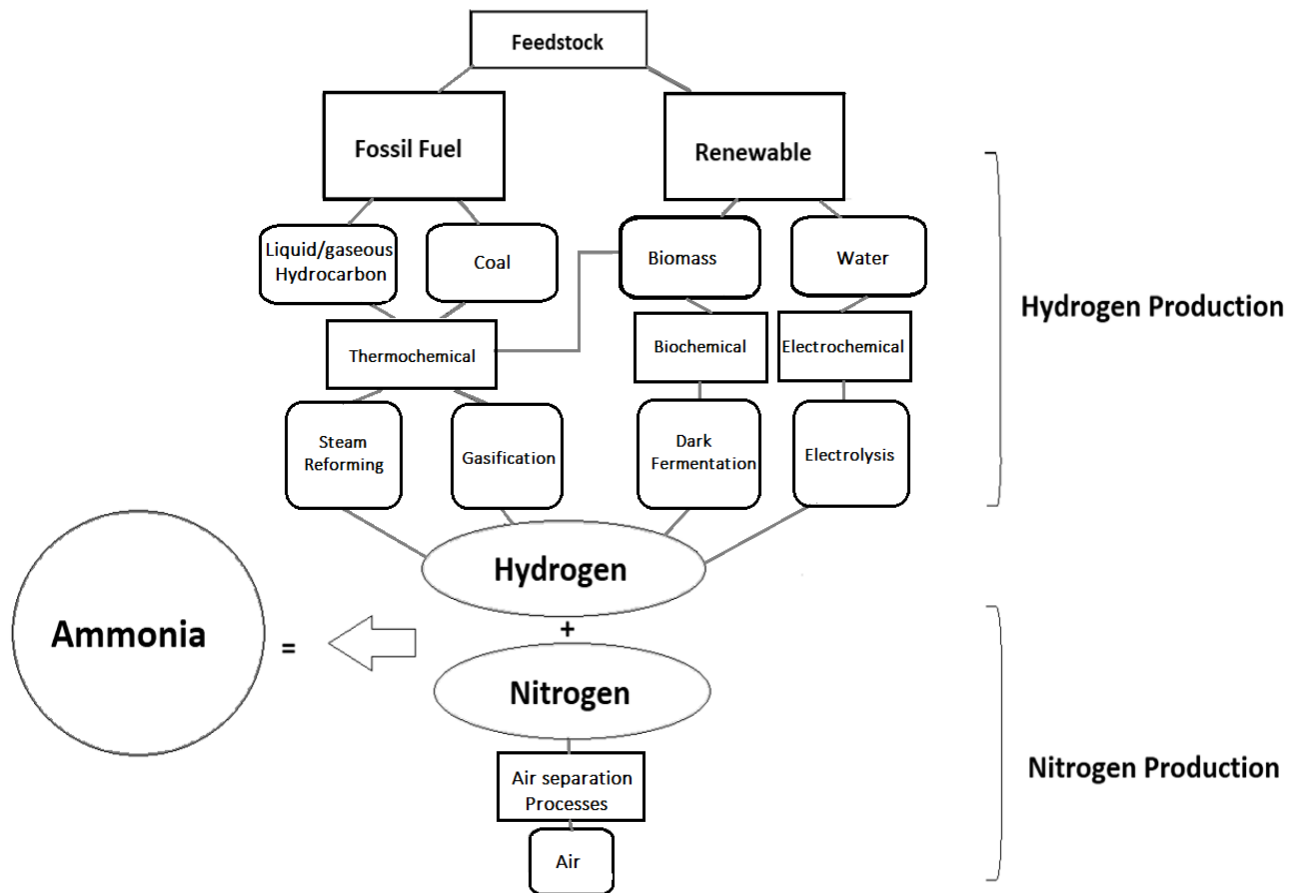 Feedstock
Fossil Fuel
Renewable
Liquid/gaseous
Hydrocarbon
Coal
Biomass
Water
Hydrogen Production
Thermochemical
Biochemical
Electrochemical
Steam
Reforming
Gasification
Dark
Fermentation
Electrolysis
Hydrogen
+
Ammonia
=
Nitrogen
Nitrogen Production
Air separation
Processes
Air